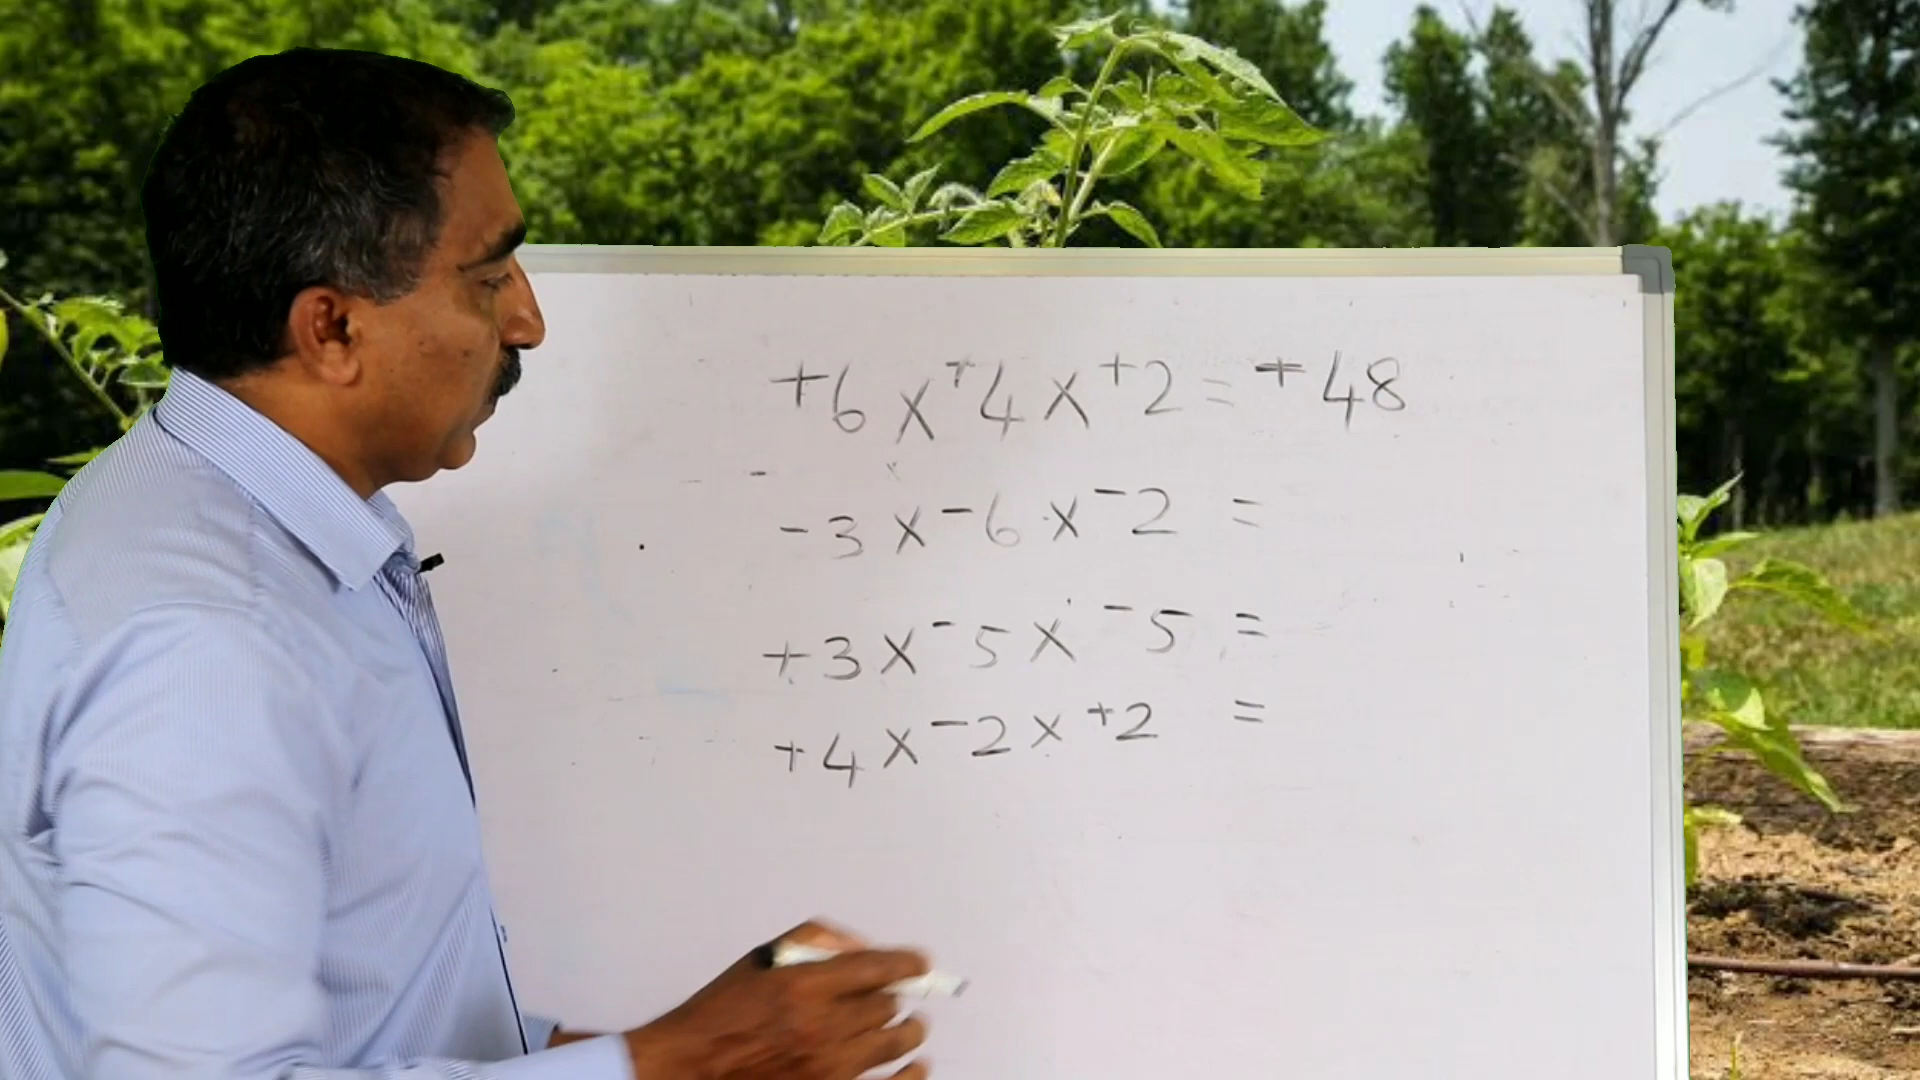 +6 x +4 x +2 = +48
-3 x -6 x -2 =
+3 x -5 x -5 =
+4 x -2 x +2 =